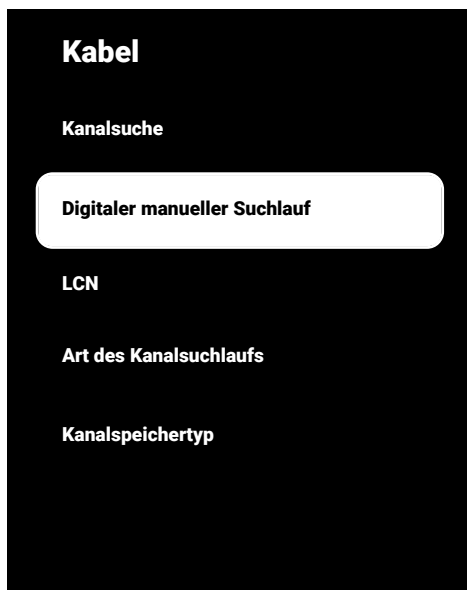 Kabel
Kanalsuche
Digitaler manueller Suchlauf
LCN
Art des Kanalsuchlaufs
Kanalspeichertyp